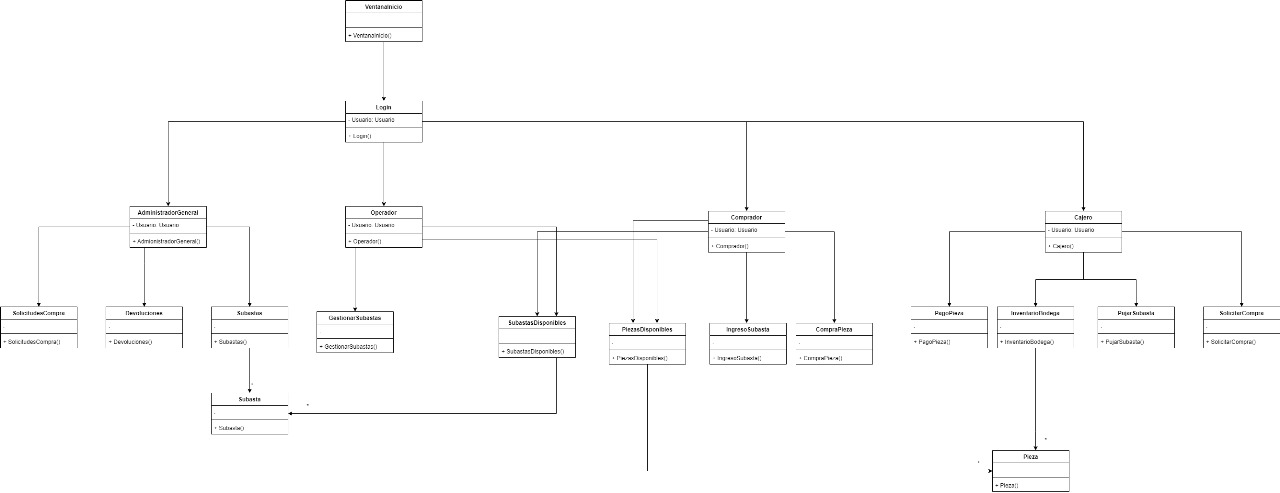 VentanaInicio
+ VentanaInicio()
Login
- Usuario: Usuario
+ Login()
AdministradorGeneral
- Usuario: Usuario
+ AdmionistradorGeneral()
Operador
- Usuario: Usuario
+ Operador()
Comprador
- Usuario: Usuario
+ Comprador()
Cajero
- Usuario: Usuario
+ Cajero()
SolicitudesCompra
-
+ SolicitudesCompra()
Devoluciones
-
+ Devoluciones()
Subastas
-
+ Subastas()
GestionarSubastas
+ GestionarSubastas()
SubastasDisponibles
-
+ SubastasDisponibles()
PiezasDisponibles
-
+ PiezasDisponibles()
IngresoSubasta
-
+ IngresoSubasta()
CompraPieza
-
+ CompraPieza()
PagoPieza
-
+ PagoPieza()
InventarioBodega
-
+ InventarioBodega()
PujarSubasta
-
+ PujarSubasta()
SolicitarCompra
-
+ SolicitarCompra()
*
*
Subasta
-
+ Subasta()
*
*
Pieza
+ Pieza()